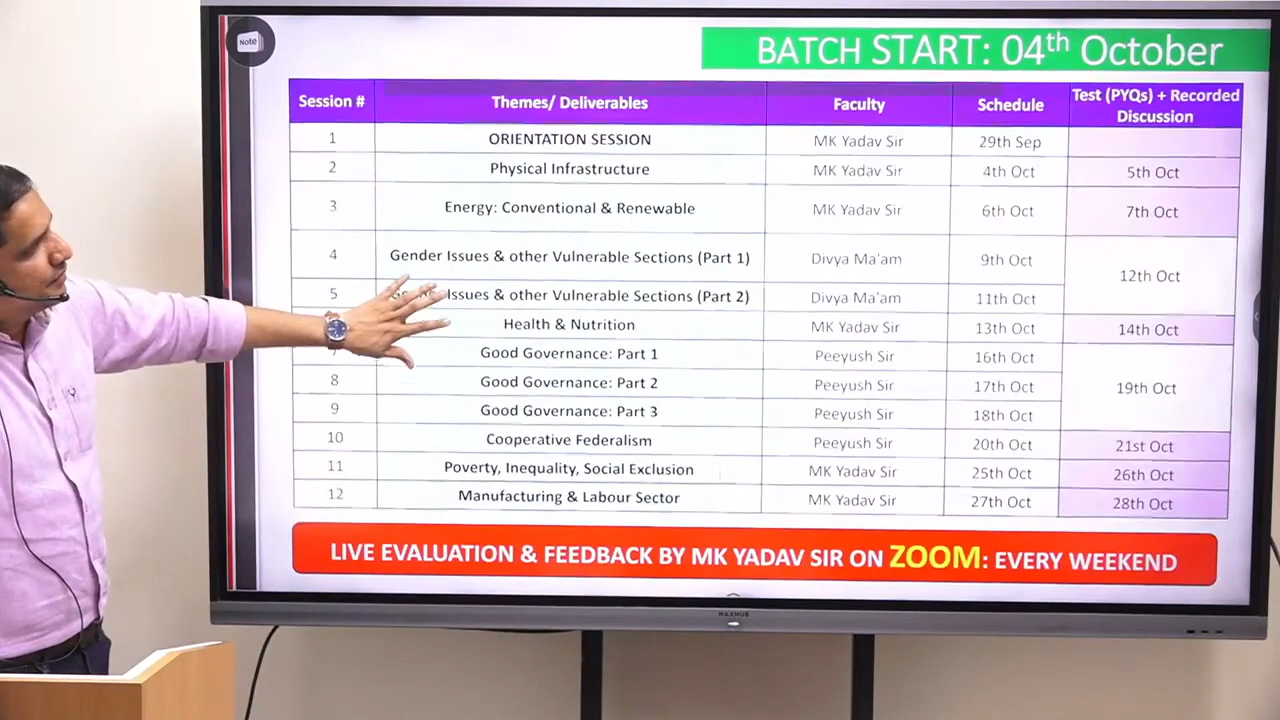 Note
BATCH START: 04th October
Session # Themes/ Deliverables Faculty Schedule Test (PYQs) + Recorded Discussion
1 ORIENTATION SESSION MK Yadav Sir 29th Sep
2 Physical Infrastructure MK Yadav Sir 4th Oct 5th Oct
3 Energy: Conventional & Renewable MK Yadav Sir 6th Oct 7th Oct
4 Gender Issues & other Vulnerable Sections (Part 1) Divya Ma'am 9th Oct 12th Oct
5 Issues & other Vulnerable Sections (Part 2) Divya Ma'am 11th Oct
Health & Nutrition MK Yadav Sir 13th Oct 14th Oct
Good Governance: Part 1 Peeyush Sir 16th Oct
8 Good Governance: Part 2 Peeyush Sir 17th Oct 19th Oct
9 Good Governance: Part 3 Peeyush Sir 18th Oct
10 Cooperative Federalism Peeyush Sir 20th Oct 21st Oct
11 Poverty, Inequality, Social Exclusion MK Yadav Sir 25th Oct 26th Oct
12 Manufacturing & Labour Sector MK Yadav Sir 27th Oct 28th Oct
LIVE EVALUATION & FEEDBACK BY MK YADAV SIR ON ZOOM: EVERY WEEKEND
MAXHUB